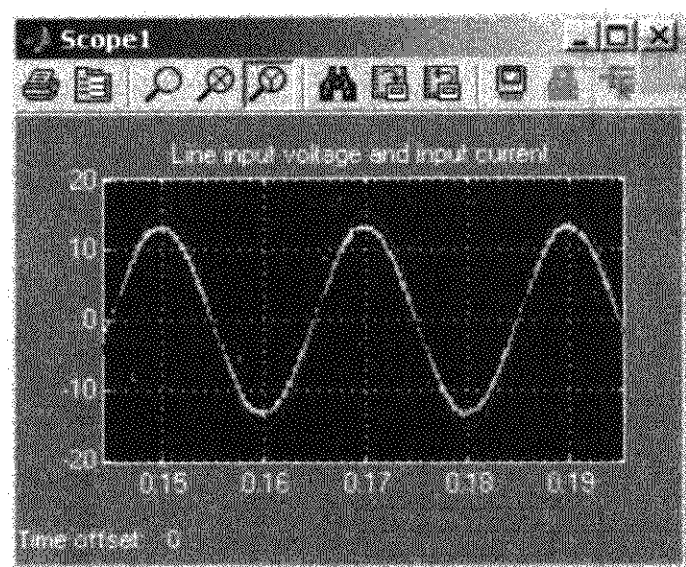 Scope1
Line input voltage and input current
20
10
0
-10
-20
0.15 0.16 0.17 0.18 0.19
Time offset: 0